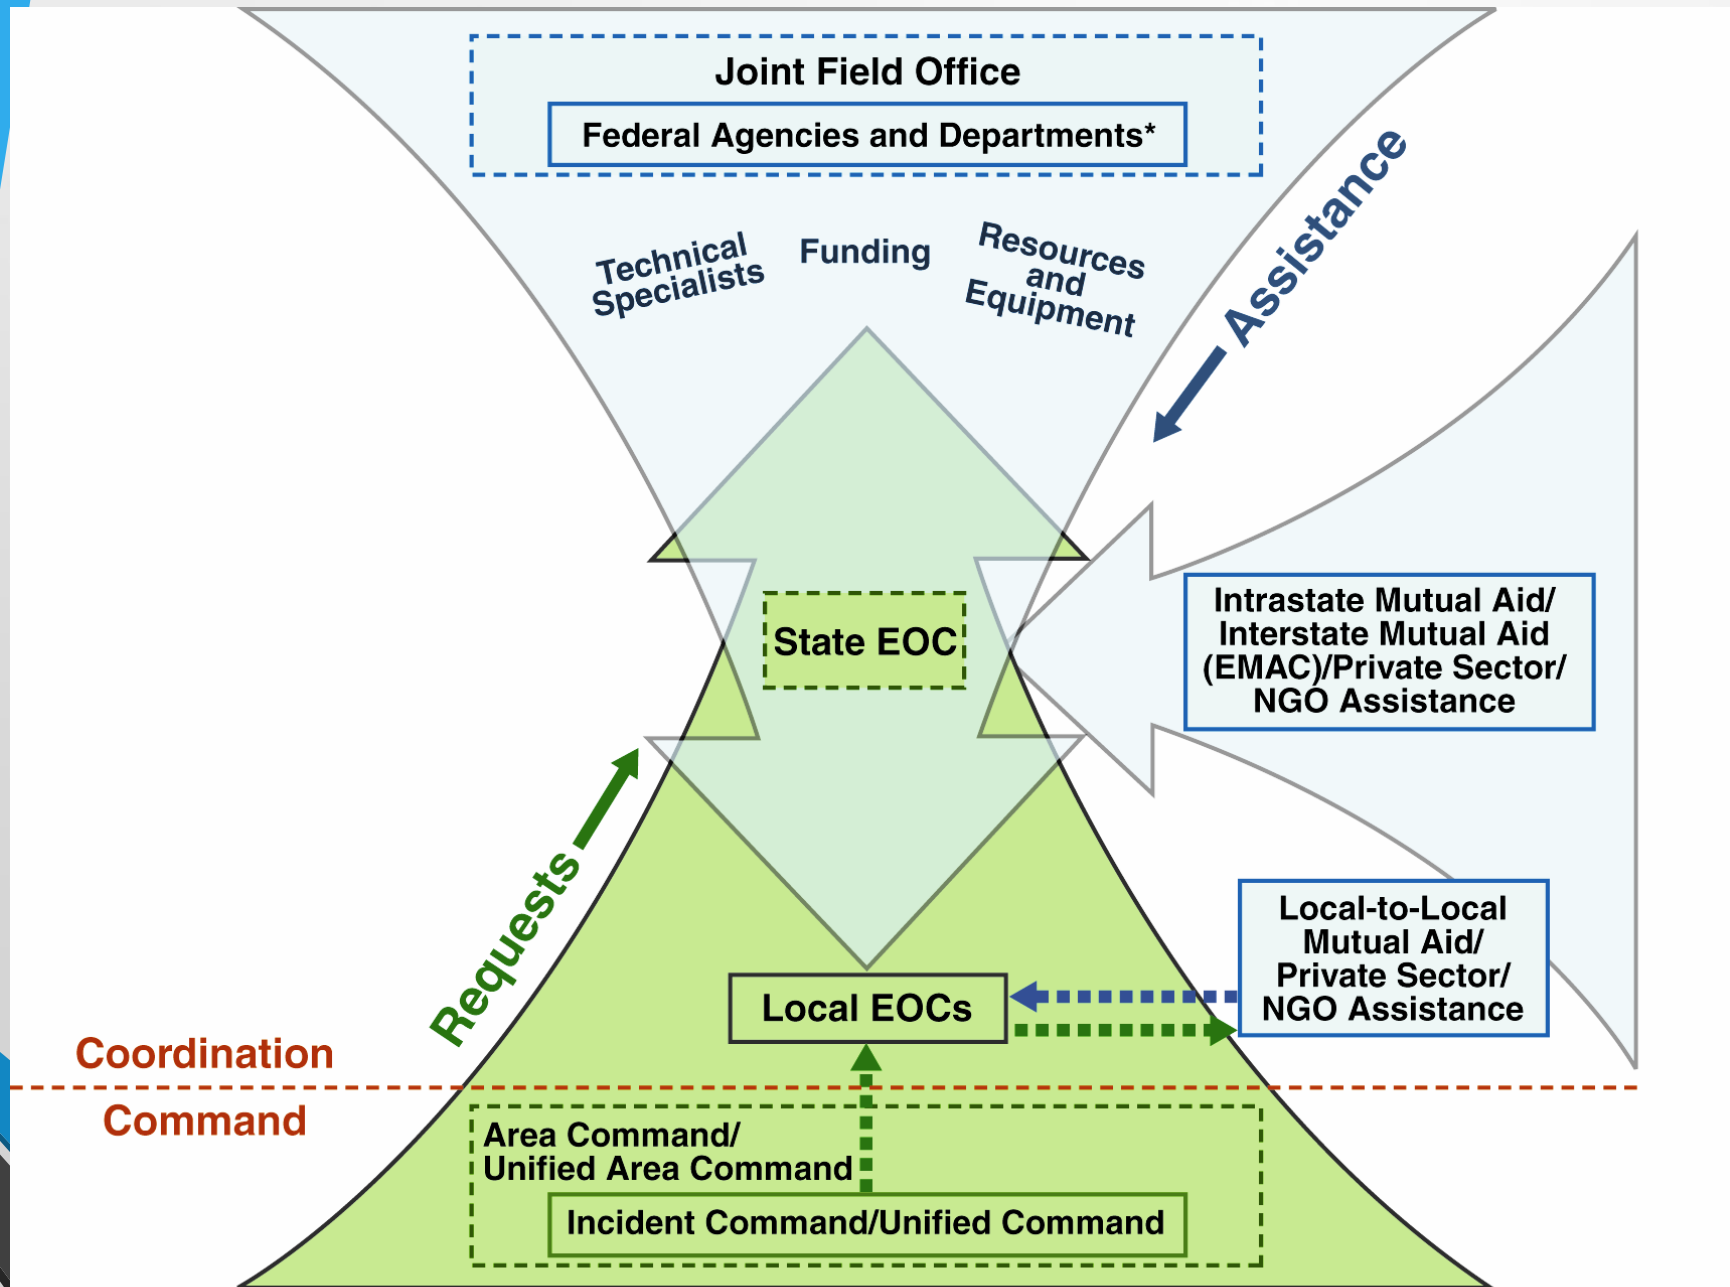 Joint Field Office
Federal Agencies and Departments*
Technical
Specialists
Funding
Resources
and
Equipment
Assistance
State EOC
Intrastate Mutual Aid/
Interstate Mutual Aid
(EMAC)/Private Sector/
NGO Assistance
Requests
Local-to-Local
Mutual Aid/
Private Sector/
NGO Assistance
Local EOCs
Coordination
Command
Area Command/
Unified Area Command
Incident Command/Unified Command